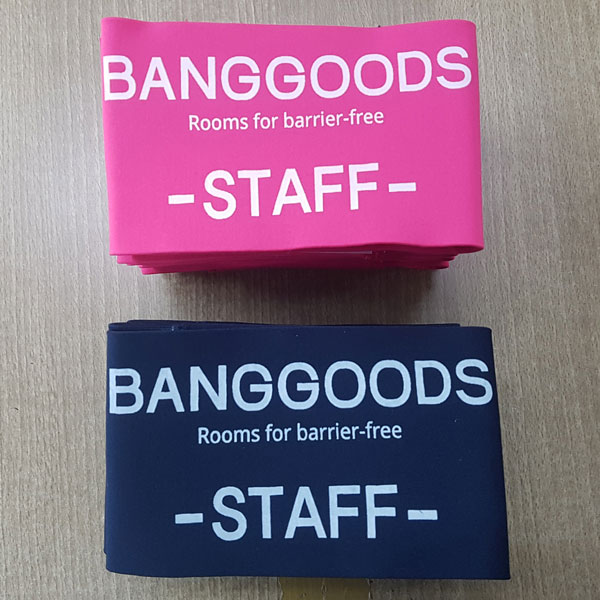 BANGGOODS
Rooms for barrier-free
-STAFF-
BANGGOODS
Rooms for barrier-free
-STAFF-